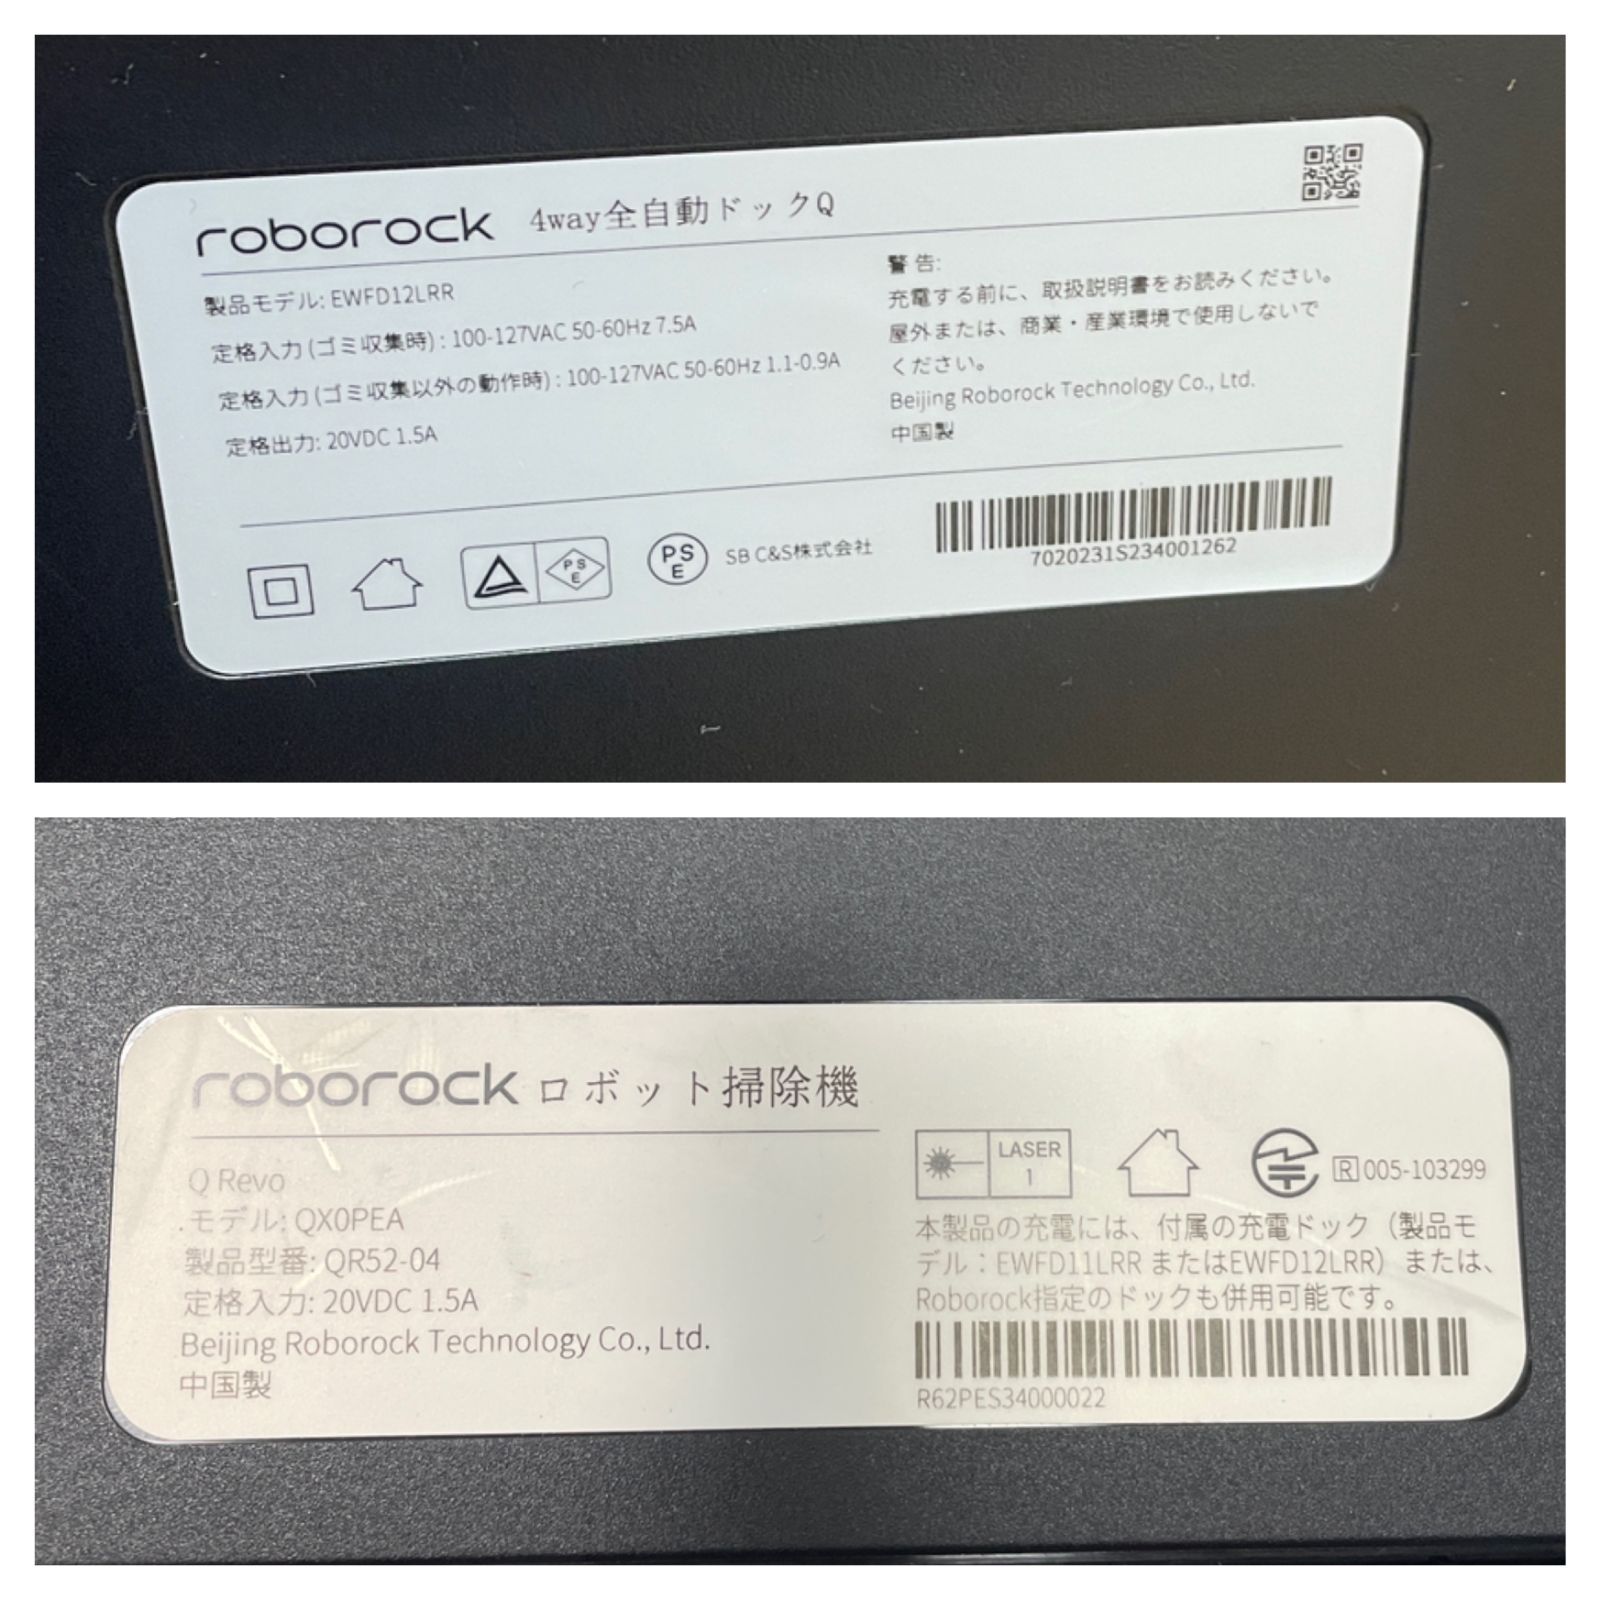 roborock 4way全自動ドックQ
製品モデル: EWFD12LRR
定格入力 (ゴミ収集時) : 100-127VAC 50-60Hz 7.5A
定格入力 (ゴミ収集以外の動作時) : 100-127VAC 50-60Hz 1.1-0.9A
定格出力: 20VDC 1.5A
警 告:
充電する前に、取扱説明書をお読みください。
屋外または、商業・産業環境で使用しないで
ください。
Beijing Roborock Technology Co., Ltd.
中国製
PS
E
PS
E
SB C&S株式会社
7020231S234001262
roborock ロボット掃除機
Q Revo
モデル: QX0PEA
製品型番: QR52-04
定格入力: 20VDC 1.5A
Beijing Roborock Technology Co., Ltd.
中国製
LASER
1
R 005-103299
本製品の充電には、付属の充電ドック（製品モ
デル：EWFD11LRR またはEWFD12LRR）または、
Roborock指定のドックも併用可能です。
R62PES34000022